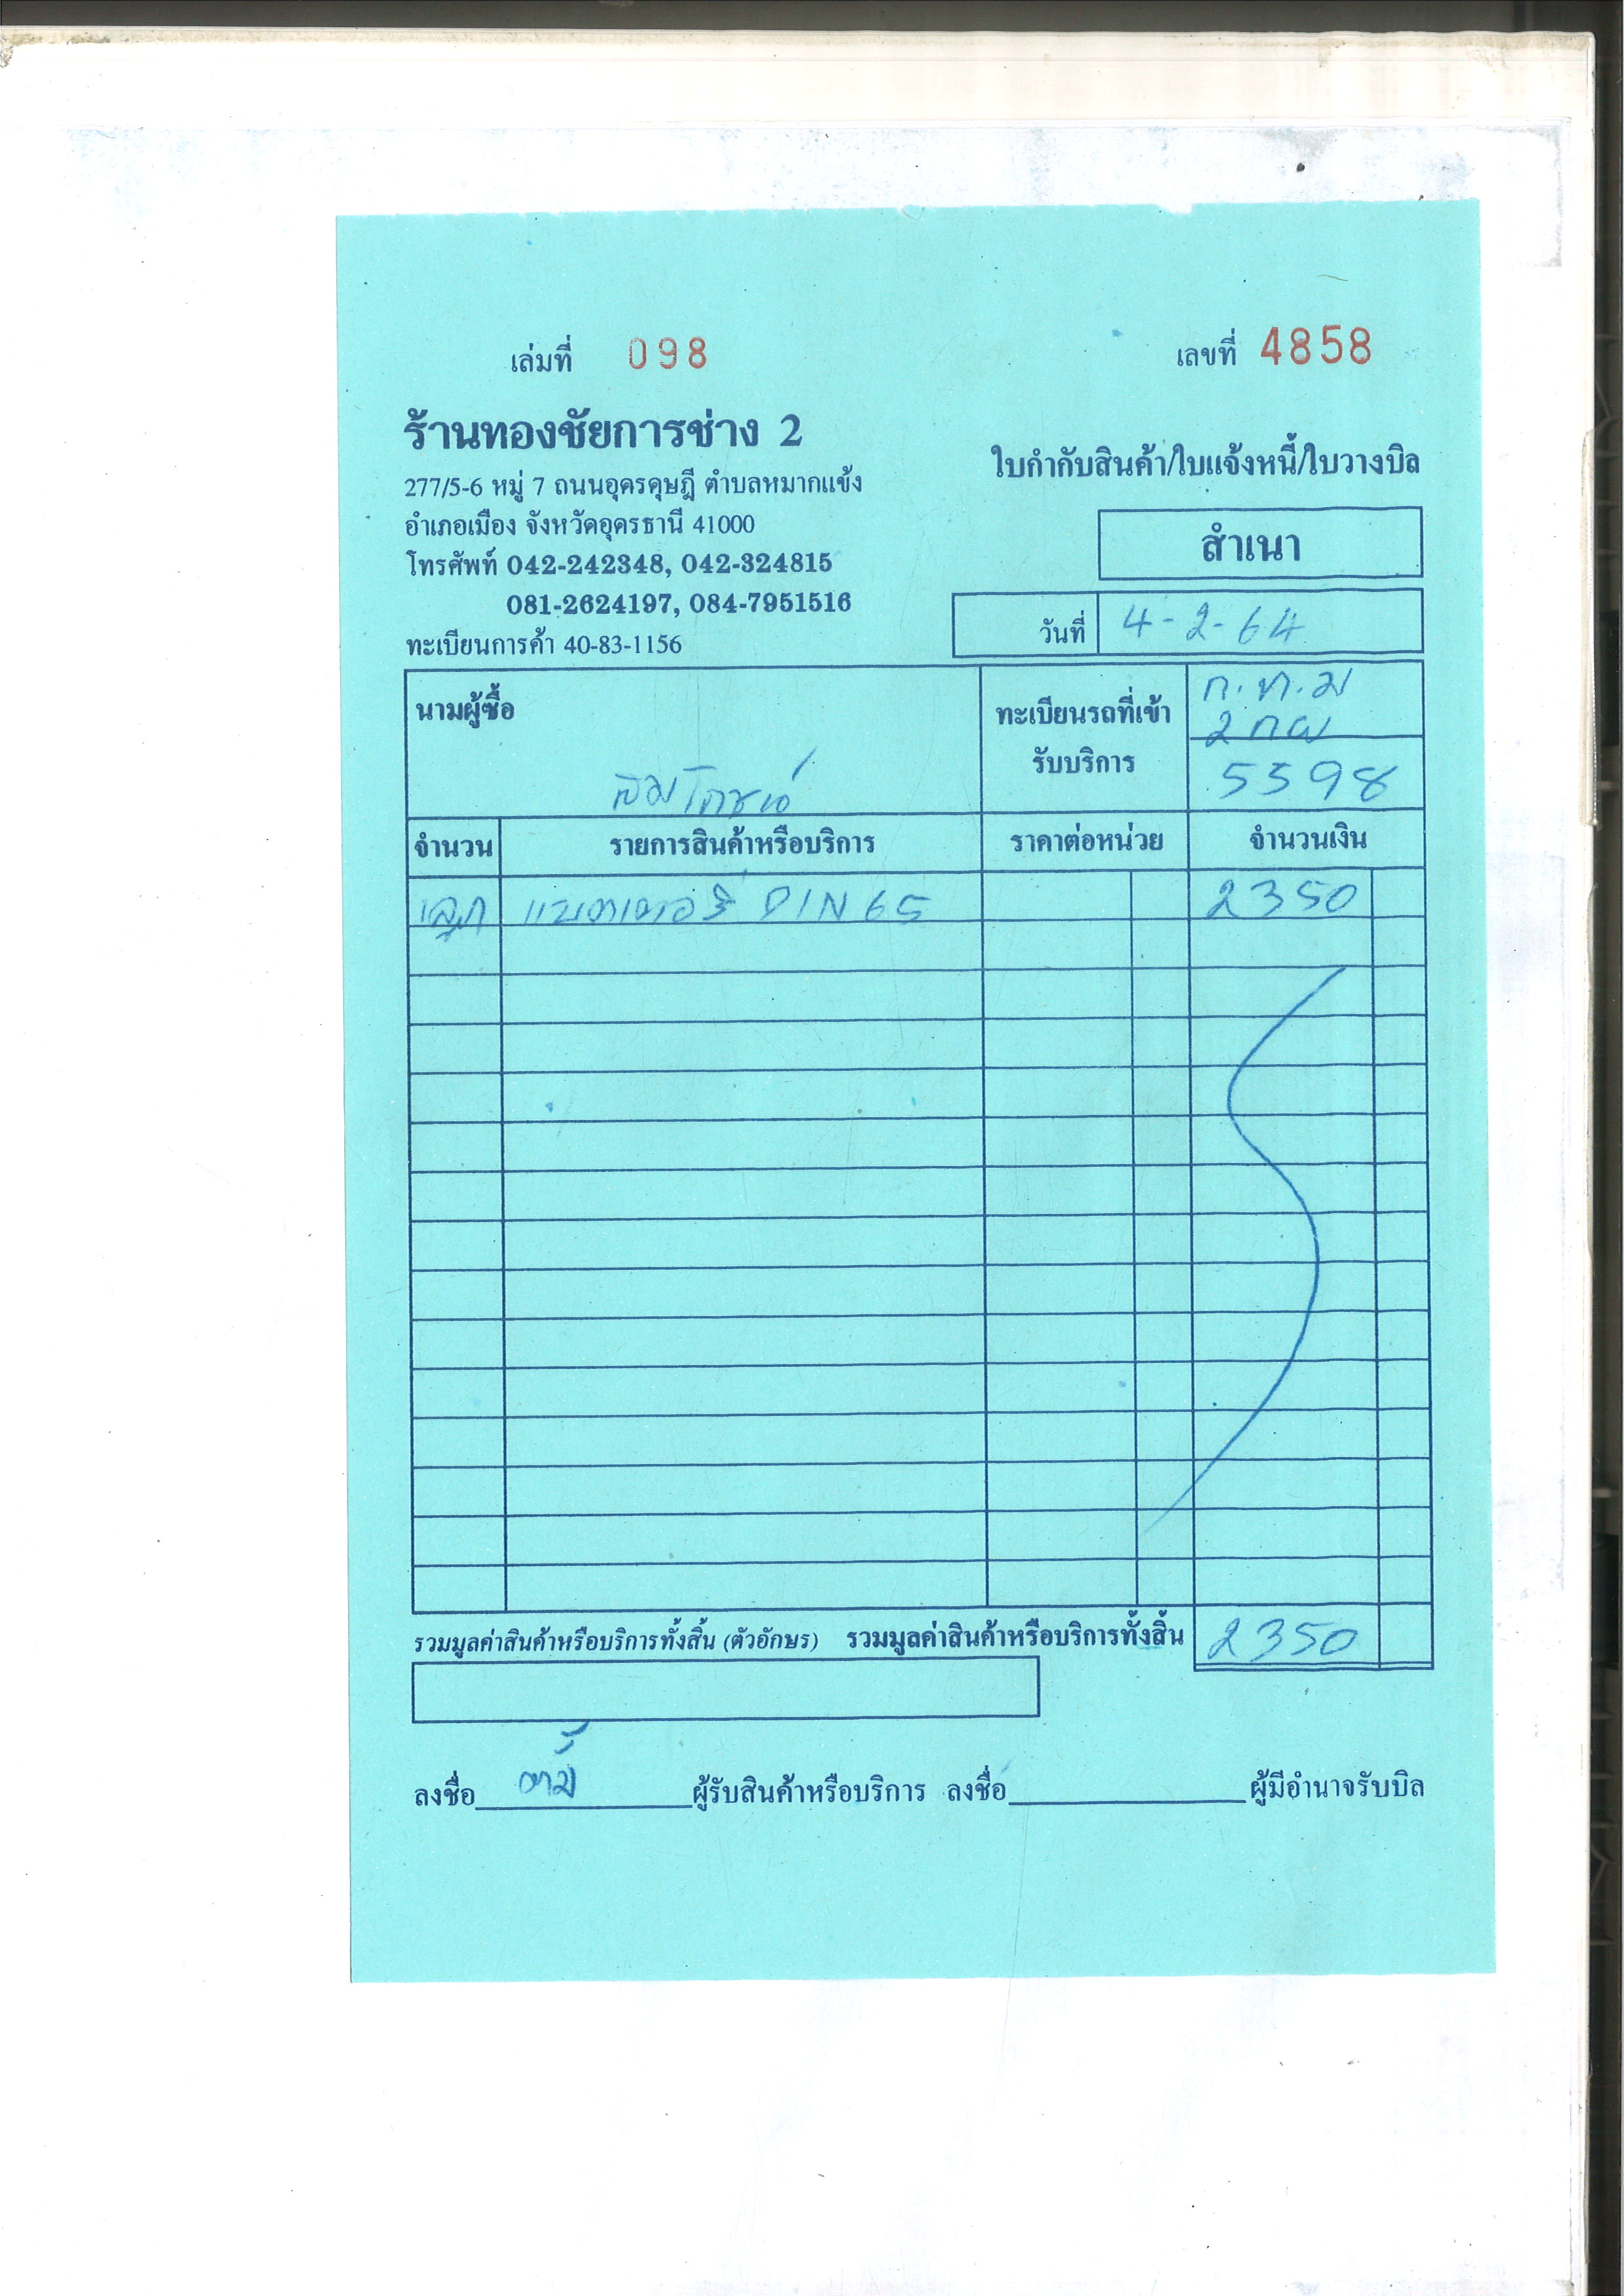 เล่มที่ 098
เลขที่ 4858
ร้านทองชัยการช่าง 2
277/5-6 หมู่ 7 ถนนอุดรดุษฎี ตำบลหมากแข้ง
อำเภอเมือง จังหวัดอุดรธานี 41000
โทรศัพท์ 042-242348, 042-324815
081-2624197, 084-7951516
ทะเบียนการค้า 40-83-1156
ใบกำกับสินค้า/ใบแจ้งหนี้/ใบวางบิล
สำเนา
วันที่ 4-2-64
นามผู้ซื้อ
ทะเบียนรถที่เข้า
รับบริการ
ก.ท.ม
2 กผ
5598
จำนวน รายการสินค้าหรือบริการ ราคาต่อหน่วย จำนวนเงิน
แบตเตอรี่ DIN 65 2350
รวมมูลค่าสินค้าหรือบริการทั้งสิ้น (ตัวอักษร) รวมมูลค่าสินค้าหรือบริการทั้งสิ้น 2350
ลงชื่อ ผู้รับสินค้าหรือบริการ ลงชื่อ ผู้มีอำนาจรับบิล